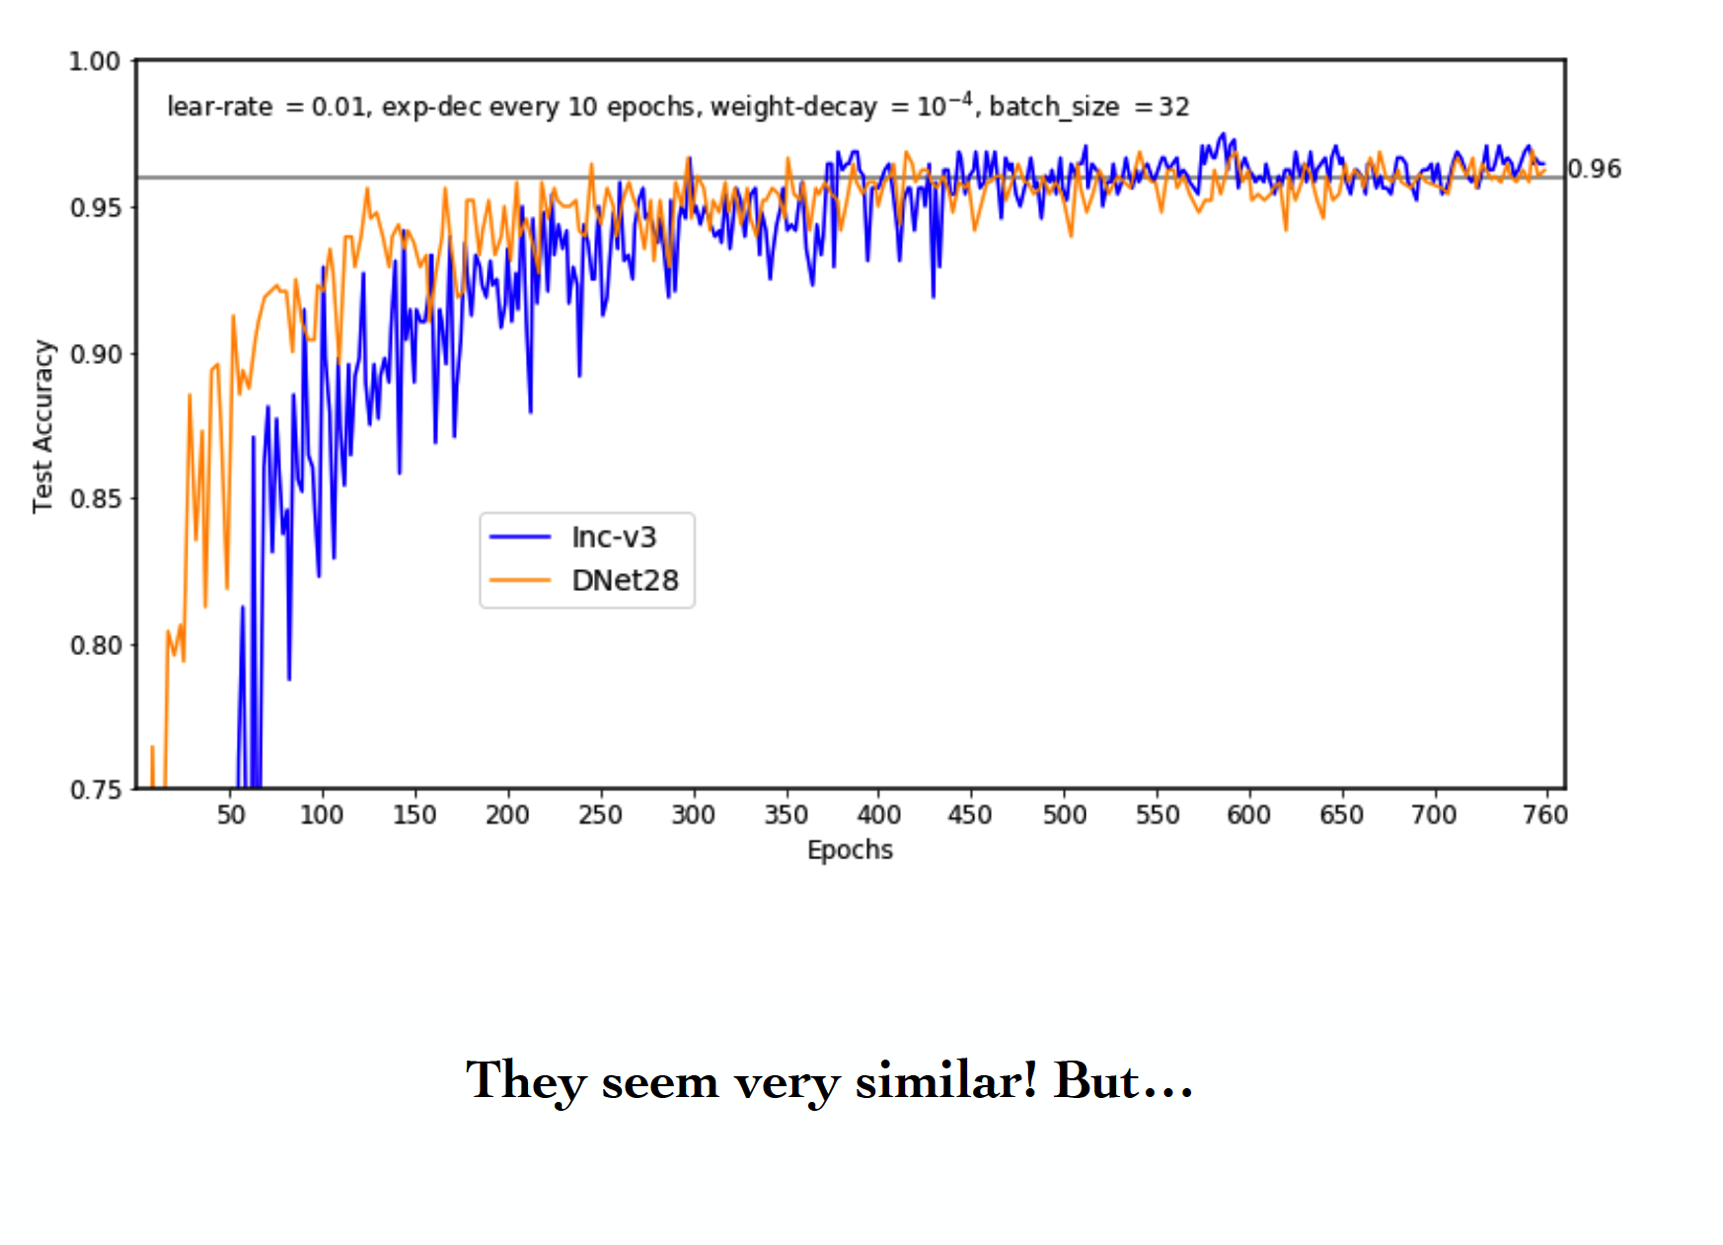 1.00
lear-rate = 0.01, exp-dec every 10 epochs, weight-decay = 10⁻⁴, batch_size = 32
0.96
0.95
0.90
Test Accuracy
0.85
Inc-v3
DNet28
0.80
0.75
50 100 150 200 250 300 350 400 450 500 550 600 650 700 760
Epochs
They seem very similar! But…